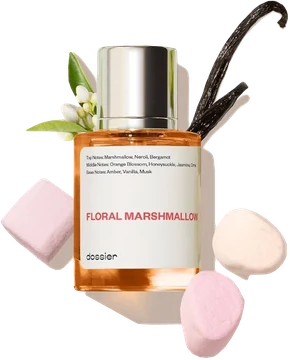 Top Notes: Marshmallow, Neroli, Bergamot
Middle Notes: Orange Blossom, Honeysuckle, Jasmine,
Base Notes: Amber, Vanilla, Musk
FLORAL MARSHMALLOW
dossier